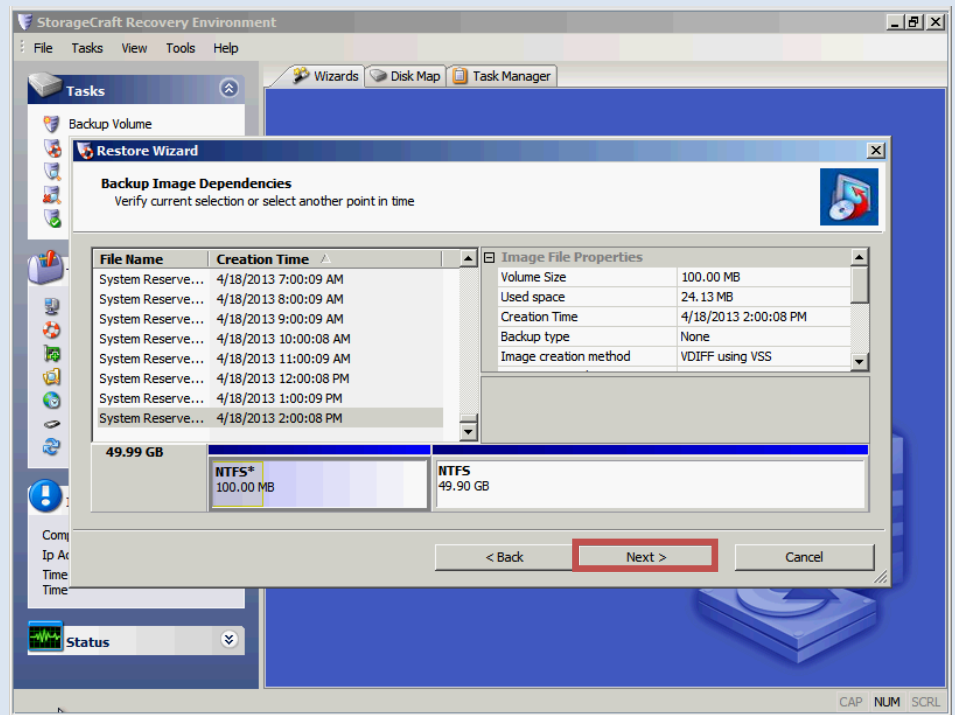 StorageCraft Recovery Environment
File Tasks View Tools Help
Tasks
Wizards Disk Map Task Manager
Backup Volume
Restore Wizard
Backup Image Dependencies
Verify current selection or select another point in time
File Name Creation Time
System Reserve... 4/18/2013 7:00:09 AM
System Reserve... 4/18/2013 8:00:09 AM
System Reserve... 4/18/2013 9:00:09 AM
System Reserve... 4/18/2013 10:00:08 AM
System Reserve... 4/18/2013 11:00:09 AM
System Reserve... 4/18/2013 12:00:08 PM
System Reserve... 4/18/2013 1:00:09 PM
System Reserve... 4/18/2013 2:00:08 PM
Image File Properties
Volume Size 100.00 MB
Used space 24.13 MB
Creation Time 4/18/2013 2:00:08 PM
Backup type None
Image creation method VDIFF using VSS
49.99 GB
NTFS*
100.00 MB
NTFS
49.90 GB
< Back Next > Cancel
Ip
Time
Time
Status
CAP NUM SCRL